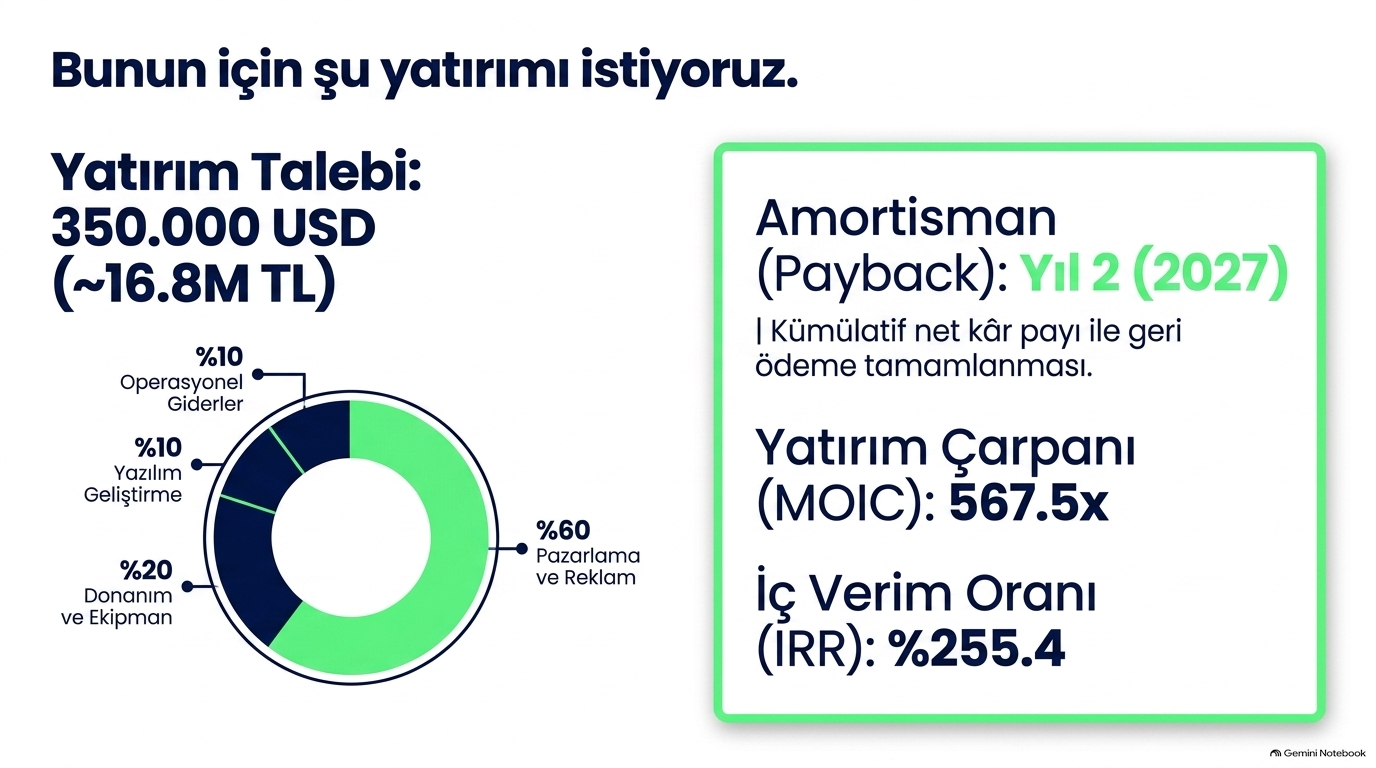 Bunun için şu yatırımı istiyoruz.
Yatırım Talebi:
350.000 USD
(~16.8M TL)
%10
Operasyonel
Giderler
%10
Yazılım
Geliştirme
%20
Donanım
ve Ekipman
%60
Pazarlama
ve Reklam
Amortisman
(Payback): Yıl 2 (2027)
| Kümülatif net kâr payı ile geri
ödeme tamamlanması.
Yatırım Çarpanı
(MOIC): 567.5x
İç Verim Oranı
(IRR): %255.4
Gemini Notebook